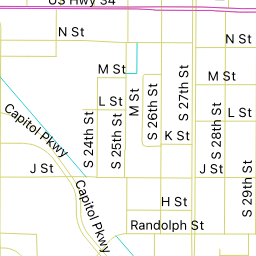 US Hwy 34
N St
N St
M St
M St
L St
L St
M St
S 24th St
S 25th St
S 26th St
S 27th St
S 28th St
S 29th St
Capitol Pkwy
K St
J St
J St
Capitol Pkwy
H St
Randolph St